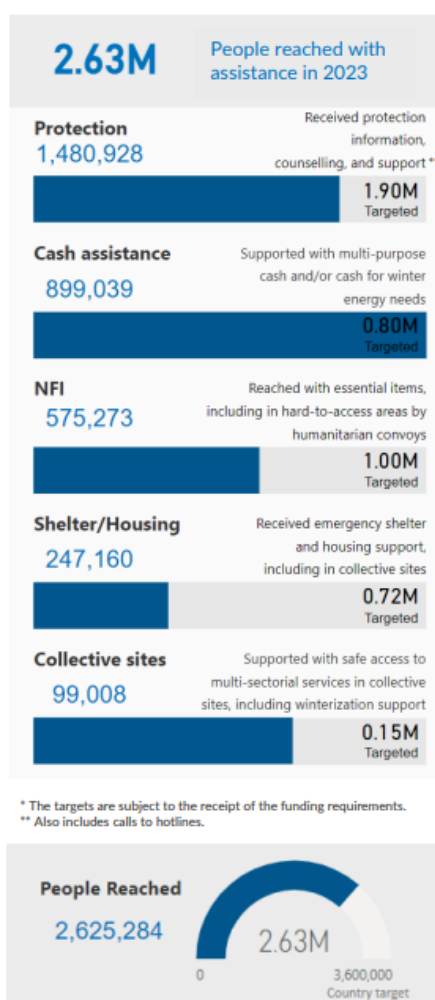 2.63M
People reached with
assistance in 2023
Protection
1,480,928
Received protection
information,
counselling, and support *
1.90M
Targeted
Cash assistance
899,039
Supported with multi-purpose
cash and/or cash for winter
energy needs
0.80M
Targeted
NFI
575,273
Reached with essential items,
including in hard-to-access areas by
humanitarian convoys
1.00M
Targeted
Shelter/Housing
247,160
Received emergency shelter
and housing support,
including in collective sites
0.72M
Targeted
Collective sites
99,008
Supported with safe access to
multi-sectorial services in collective
sites, including winterization support
0.15M
Targeted
* The targets are subject to the receipt of the funding requirements.
** Also includes calls to hotlines.
People Reached
2,625,284
2.63M
0
3,600,000
Country target